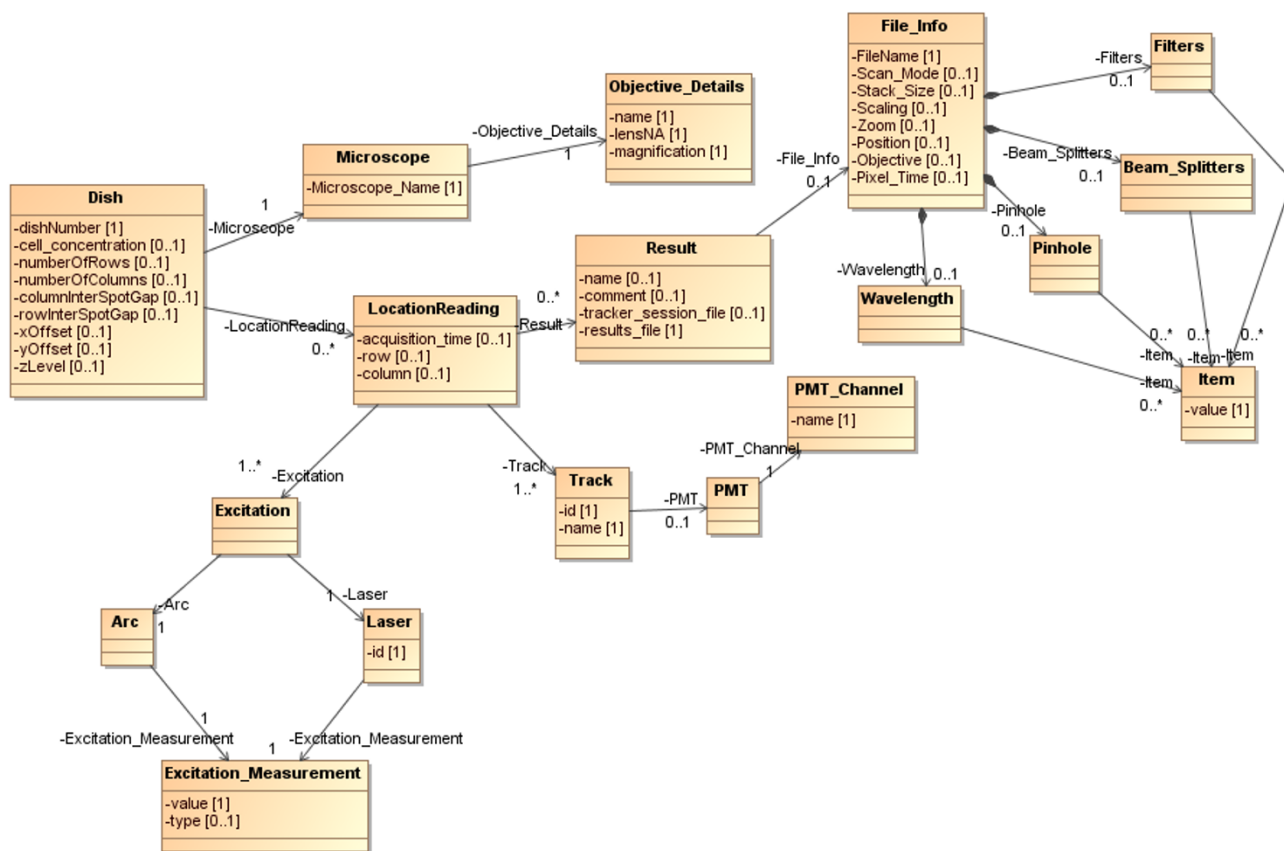 File_Info
-FileName [1]
-Scan_Mode [0..1]
-Stack_Size [0..1]
-Scaling [0..1]
-Zoom [0..1]
-Position [0..1]
-Objective [0..1]
-Pixel_Time [0..1]
-Filters
0..1
Filters
Objective_Details
-name [1]
-lensNA [1]
-magnification [1]
-Objective_Details
1
Microscope
-Microscope_Name [1]
-File_Info
0..1
-Beam_Splitters
0..1
Beam_Splitters
Dish
-dishNumber [1]
-cell_concentration [0..1]
-numberOfRows [0..1]
-numberOfColumns [0..1]
-columnInterSpotGap [0..1]
-rowInterSpotGap [0..1]
-xOffset [0..1]
-yOffset [0..1]
-zLevel [0..1]
1
-Microscope
-Pinhole
0..1
Pinhole
Result
-name [0..1]
-comment [0..1]
-tracker_session_file [0..1]
-results_file [1]
-Wavelength
0..1
Wavelength
-LocationReading
0..*
LocationReading
-acquisition_time [0..1]
-row [0..1]
-column [0..1]
0..*
-Result
0..*
-Item
0..*
-Item
0..*
-Item
-Item
0..*
Item
-value [1]
PMT_Channel
-name [1]
-PMT_Channel
1
1..*
-Excitation
-Track
1..*
Track
-id [1]
-name [1]
-PMT
0..1
PMT
Excitation
-Arc
1
Arc
1
-Laser
Laser
-id [1]
1
-Excitation_Measurement
1
-Excitation_Measurement
Excitation_Measurement
-value [1]
-type [0..1]